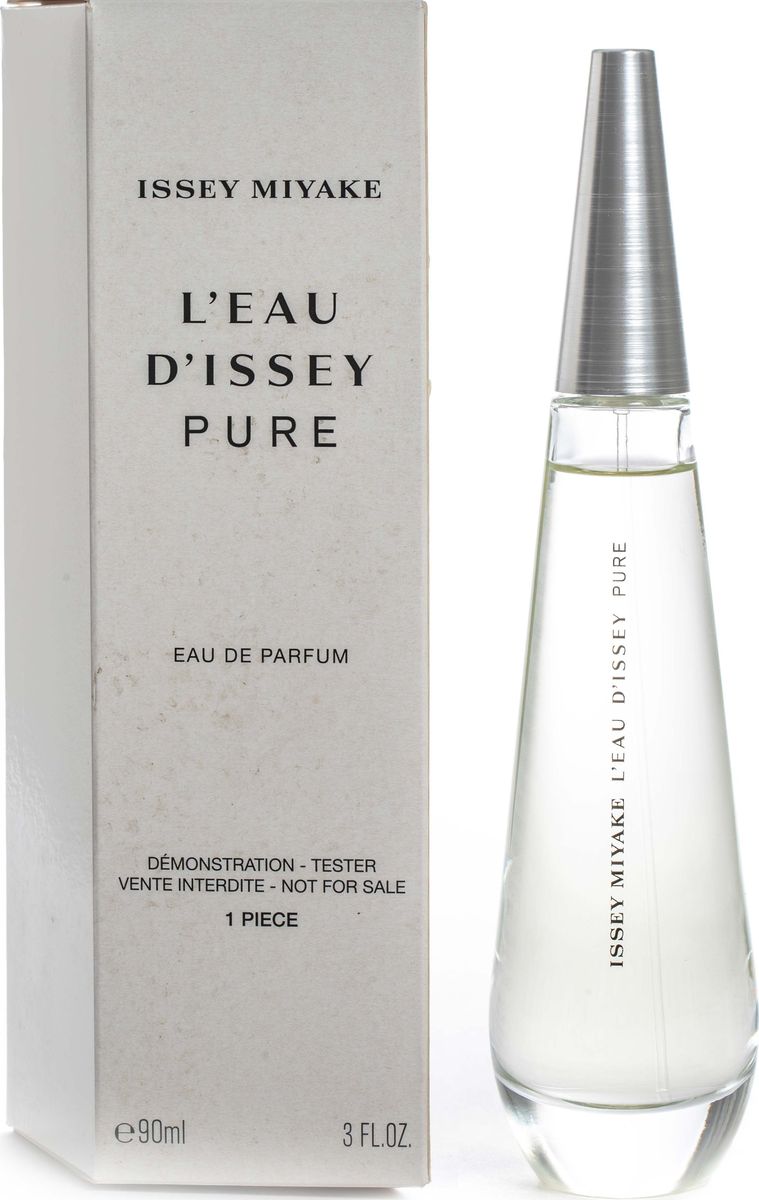 ISSEY MIYAKE
L'EAU
D'ISSEY
PURE
EAU DE PARFUM
DÉMONSTRATION - TESTER
VENTE INTERDITE - NOT FOR SALE
1 PIECE
℮90ml 3 FL.OZ.
ISSEY MIYAKE L'EAU D'ISSEY PURE